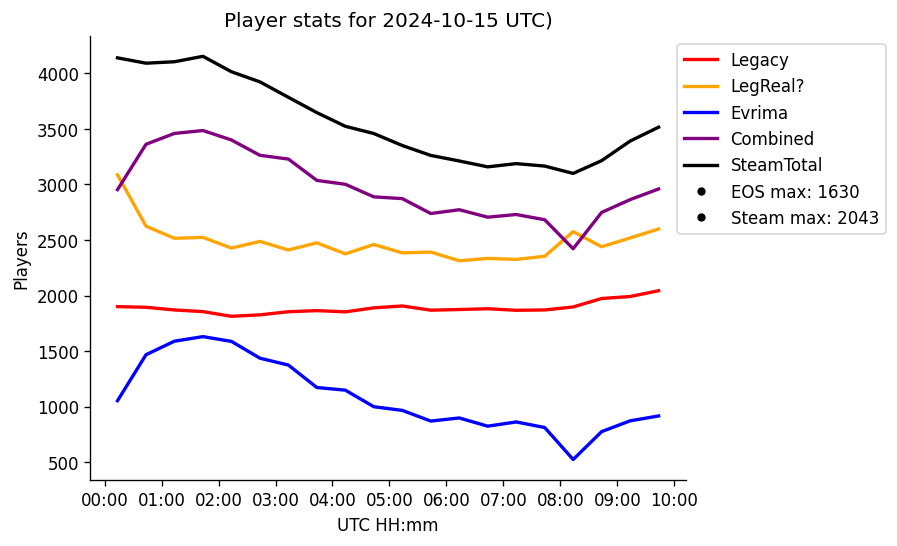 Player stats for 2024-10-15 UTC)
Legacy
LegReal?
Evrima
Combined
SteamTotal
EOS max: 1630
Steam max: 2043
Players
4000
3500
3000
2500
2000
1500
1000
500
00:00 01:00 02:00 03:00 04:00 05:00 06:00 07:00 08:00 09:00 10:00
UTC HH:mm